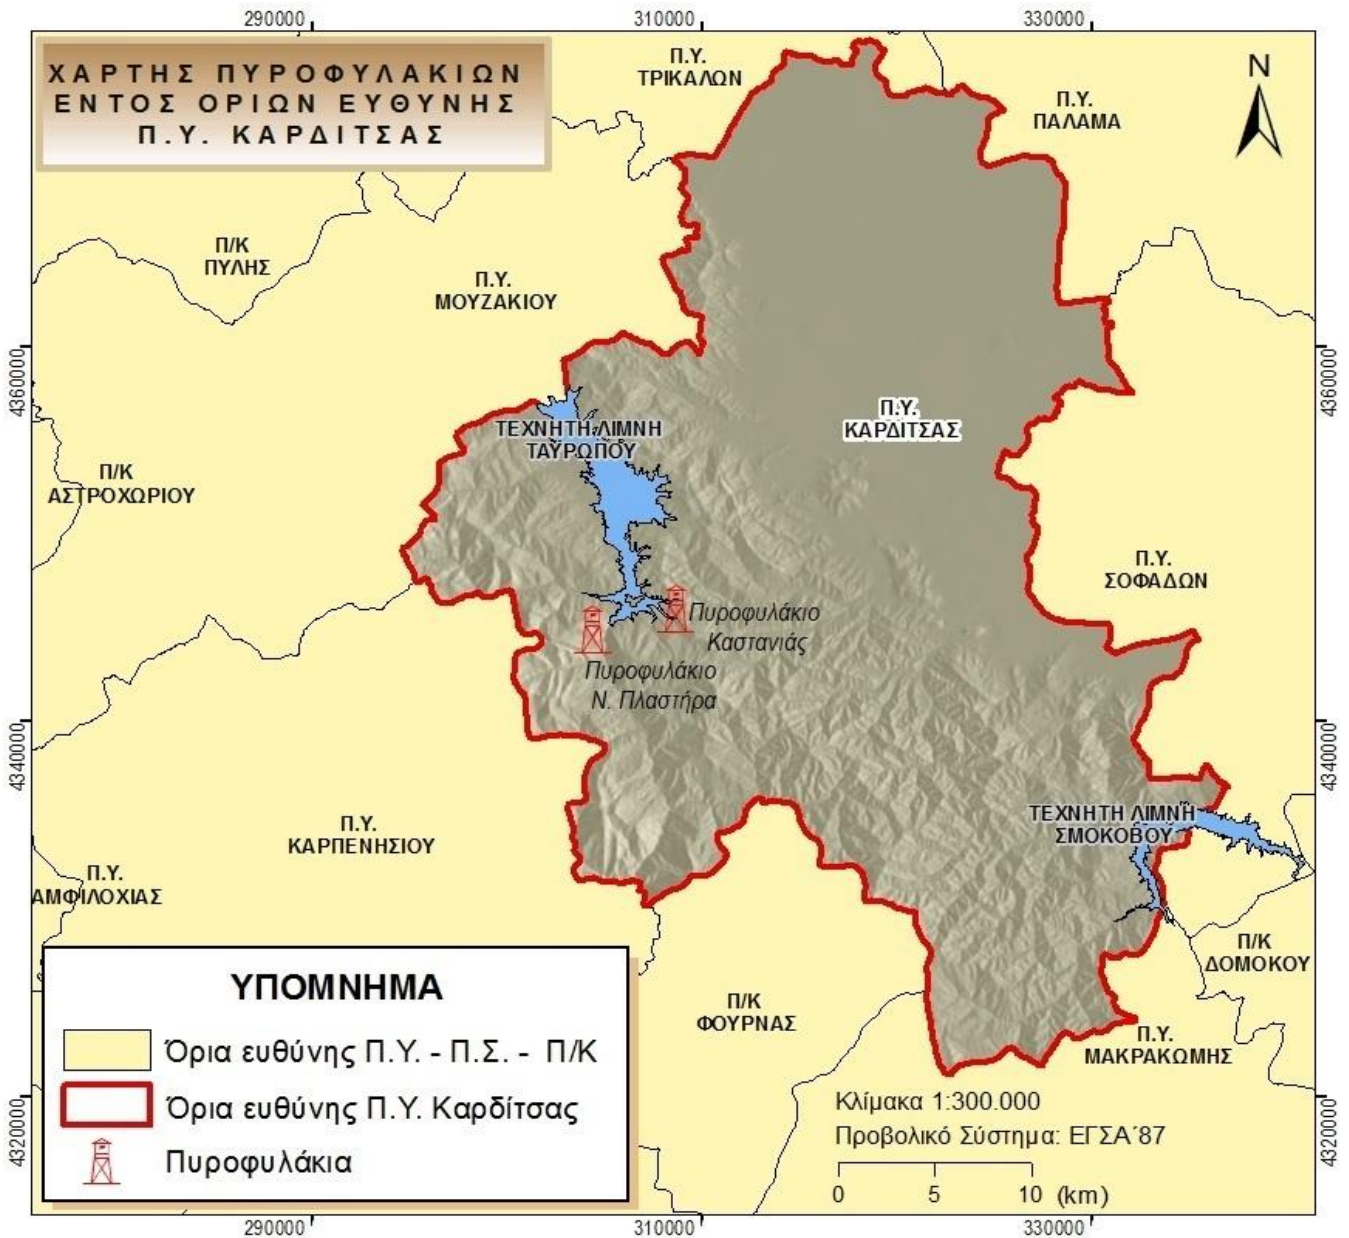 290000
310000
330000
ΧΑΡΤΗΣ ΠΥΡΟΦΥΛΑΚΙΩΝ
ΕΝΤΟΣ ΟΡΙΩΝ ΕΥΘΥΝΗΣ
Π.Υ. ΚΑΡΔΙΤΣΑΣ
Π.Υ.
ΤΡΙΚΑΛΩΝ
Π.Υ.
ΠΑΛΑΜΑ
N
Π/Κ
ΠΥΛΗΣ
Π.Υ.
ΜΟΥΖΑΚΙΟΥ
4360000
4360000
Π.Υ.
ΚΑΡΔΙΤΣΑΣ
ΤΕΧΝΗΤΗ ΛΙΜΝΗ
ΤΑΥΡΩΠΟΥ
Π/Κ
ΑΣΤΡΟΧΩΡΙΟΥ
Π.Υ.
ΣΟΦΑΔΩΝ
Πυροφυλάκιο
Καστανιάς
Πυροφυλάκιο
Ν. Πλαστήρα
4340000
4340000
ΤΕΧΝΗΤΗ ΛΙΜΝΗ
ΣΜΟΚΟΒΟΥ
Π.Υ.
ΚΑΡΠΕΝΗΣΙΟΥ
Π.Υ.
ΑΜΦΙΛΟΧΙΑΣ
Π/Κ
ΔΟΜΟΚΟΥ
Π/Κ
ΦΟΥΡΝΑΣ
Π.Υ.
ΜΑΚΡΑΚΩΜΗΣ
ΥΠΟΜΝΗΜΑ
Όρια ευθύνης Π.Υ. - Π.Σ. - Π/Κ
Όρια ευθύνης Π.Υ. Καρδίτσας
Πυροφυλάκια
Κλίμακα 1:300.000
Προβολικό Σύστημα: ΕΓΣΑ΄87
0 5 10 (km)
4320000
4320000
290000
310000
330000